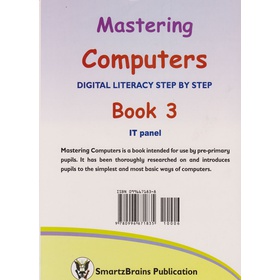 Mastering
Computers
DIGITAL LITERACY STEP BY STEP
Book 3
IT panel
Mastering Computers is a book intended for use by pre-primary
pupils. It has been thoroughly researched on and introduces
pupils to the simplest and most basic ways of computers.
SmartzBrains Publication